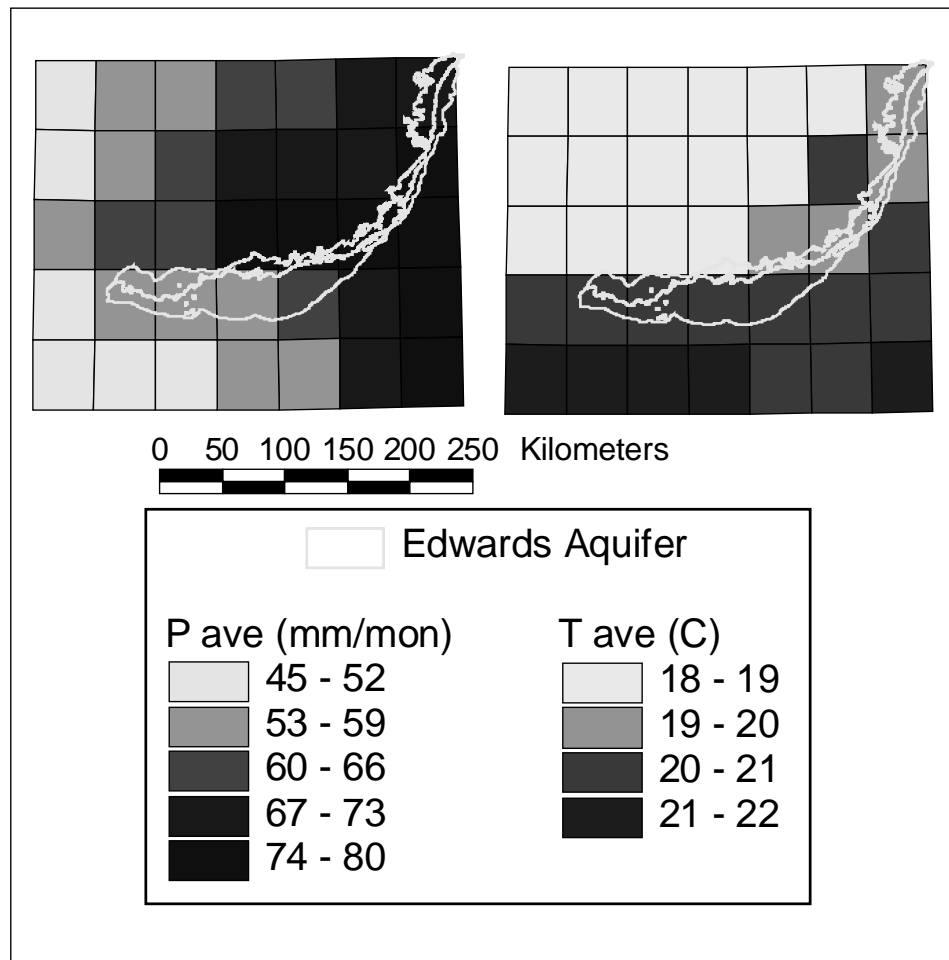 0 50 100 150 200 250 Kilometers
Edwards Aquifer
P ave (mm/mon)
45 - 52
53 - 59
60 - 66
67 - 73
74 - 80
T ave (C)
18 - 19
19 - 20
20 - 21
21 - 22